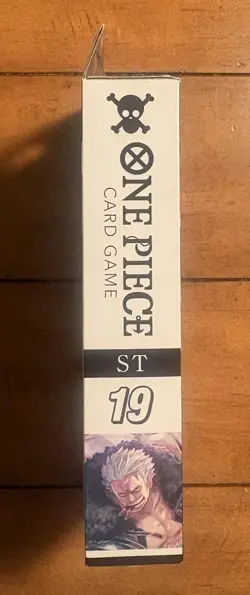 ONE PIECE
CARD GAME
ST
19